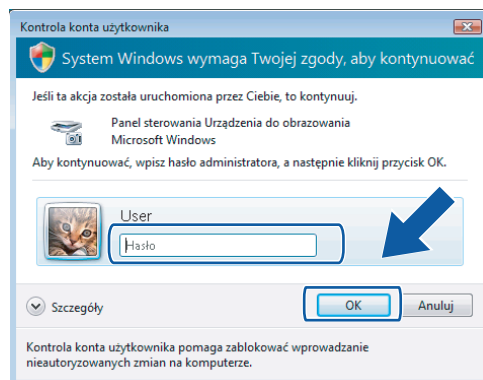 Kontrola konta użytkownika
System Windows wymaga Twojej zgody, aby kontynuować
Jeśli ta akcja została uruchomiona przez Ciebie, to kontynuuj.
Panel sterowania Urządzenia do obrazowania
Microsoft Windows
Aby kontynuować, wpisz hasło administratora, a następnie kliknij przycisk OK.
User
Hasło
Szczegóły
OK
Anuluj
Kontrola konta użytkownika pomaga zablokować wprowadzanie
nieautoryzowanych zmian na komputerze.